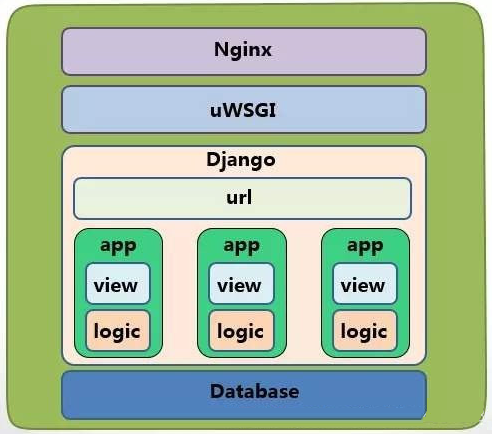 Nginx
uWSGI
Django
url
app app app
view view view
logic logic logic
Database